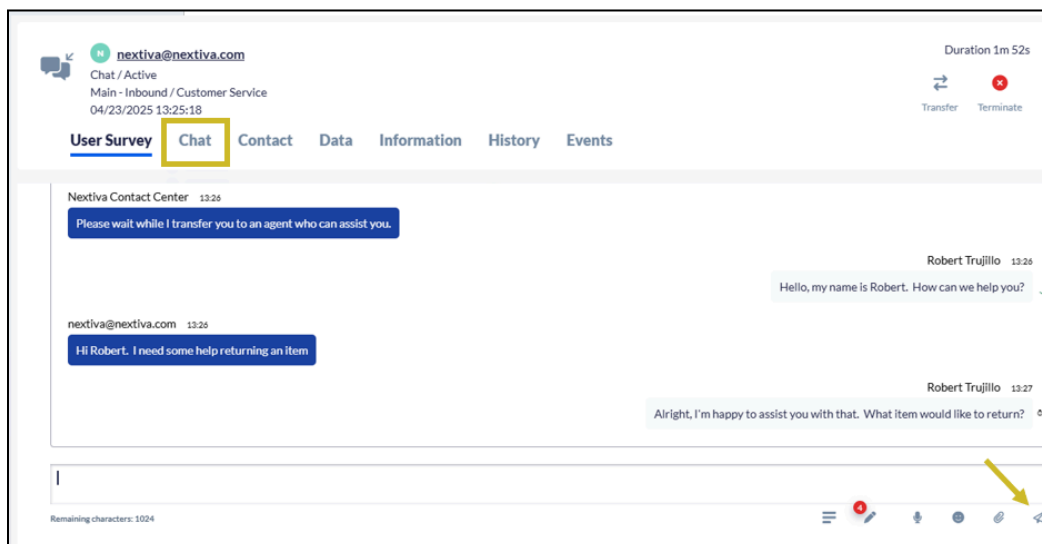 N nextiva@nextiva.com
Duration 1m 52s
Chat / Active
Main - Inbound / Customer Service
04/23/2025 13:25:18
Transfer Terminate
User Survey Chat Contact Data Information History Events
Nextiva Contact Center 13:26
Please wait while I transfer you to an agent who can assist you.
Robert Trujillo 13:26
Hello, my name is Robert. How can we help you?
nextiva@nextiva.com 13:26
Hi Robert. I need some help returning an item
Robert Trujillo 13:27
Alright, I'm happy to assist you with that. What item would like to return?
Remaining characters: 1024
4